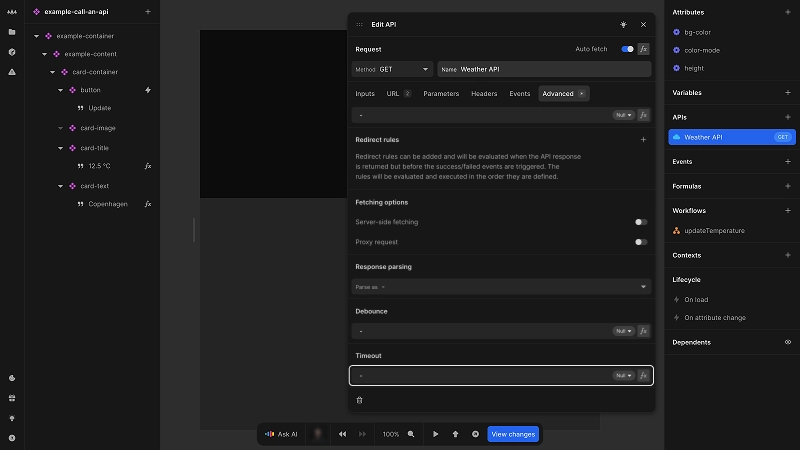 example-call-an-api
example-container
example-content
card-container
button
Update
card-image
card-title
12.5 °C
fx
card-text
Copenhagen
fx
Edit API
Request
Auto fetch
fx
Method GET
Name Weather API
Inputs
URL 2
Parameters
Headers
Events
Advanced
-
Null
fx
Redirect rules
Redirect rules can be added and will be evaluated when the API response
is returned but before the success/failed events are triggered. The
rules will be evaluated and executed in the order they are defined.
Fetching options
Server-side fetching
Proxy request
Response parsing
Parse as -
Debounce
-
Null
fx
Timeout
-
Null
fx
Ask AI
100%
View changes
Attributes
bg-color
color-mode
height
Variables
APIs
Weather API
GET
Events
Formulas
Workflows
updateTemperature
Contexts
Lifecycle
On load
On attribute change
Dependents